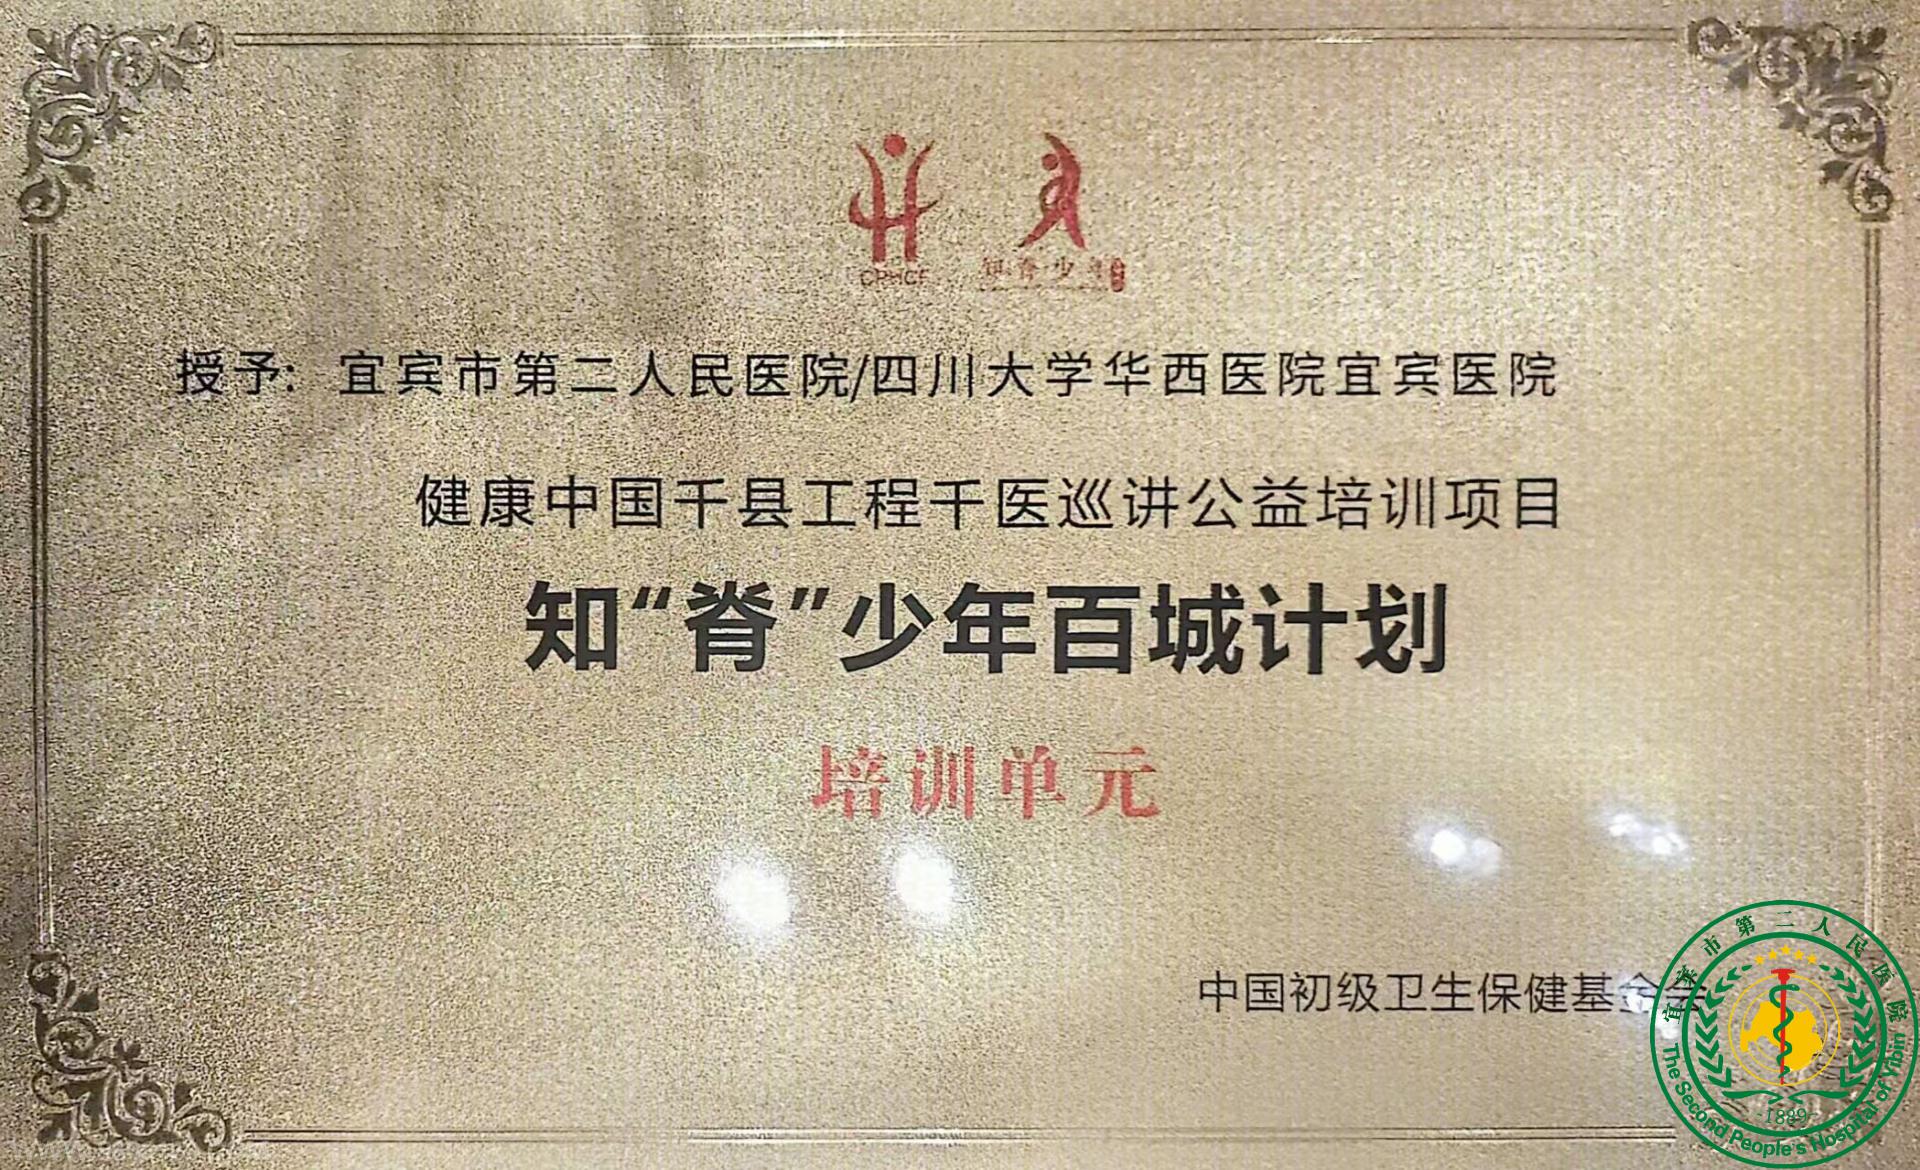 CPHCF
知·脊·少年
授予: 宜宾市第二人民医院/四川大学华西医院宜宾医院
健康中国千县工程千医巡讲公益培训项目
知“脊”少年百城计划
培训单元
中国初级卫生保健基金会
宜宾市第二人民医院
-1889-
The Second People's Hospital of Yibin